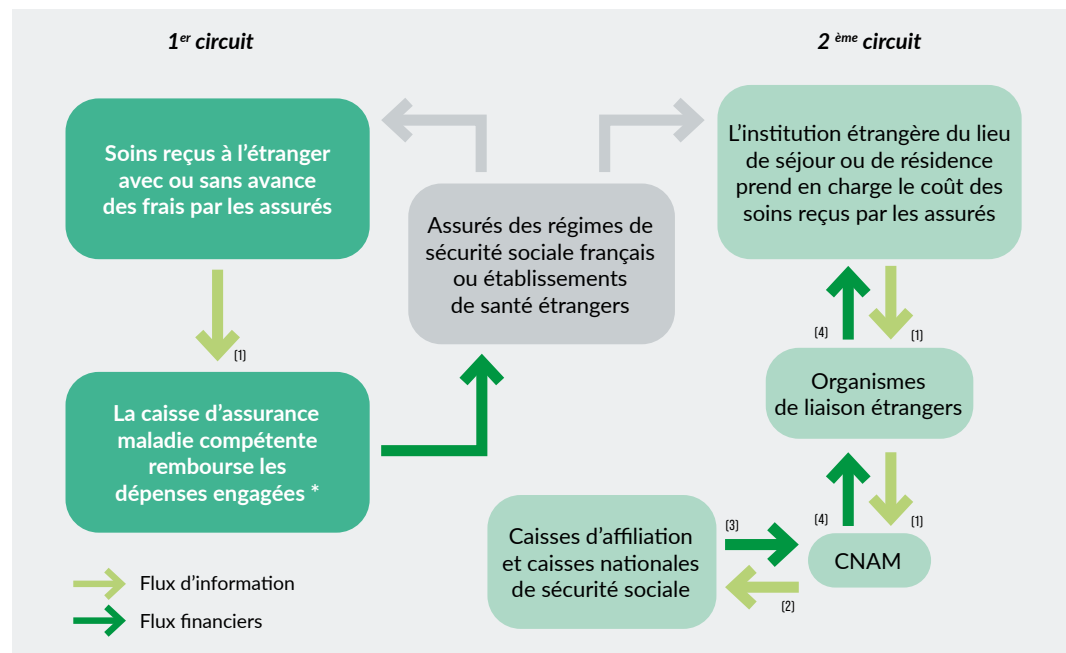 1er circuit
2 ème circuit
Soins reçus à l'étranger
avec ou sans avance
des frais par les assurés
Assurés des régimes de
sécurité sociale français
ou établissements
de santé étrangers
L'institution étrangère du lieu
de séjour ou de résidence
prend en charge le coût des
soins reçus par les assurés
(1)
(4)
(1)
La caisse d'assurance
maladie compétente
rembourse les
dépenses engagées *
Organismes
de liaison étrangers
(4)
(1)
Caisses d'affiliation
et caisses nationales
de sécurité sociale
(3)
(2)
CNAM
Flux d'information
Flux financiers